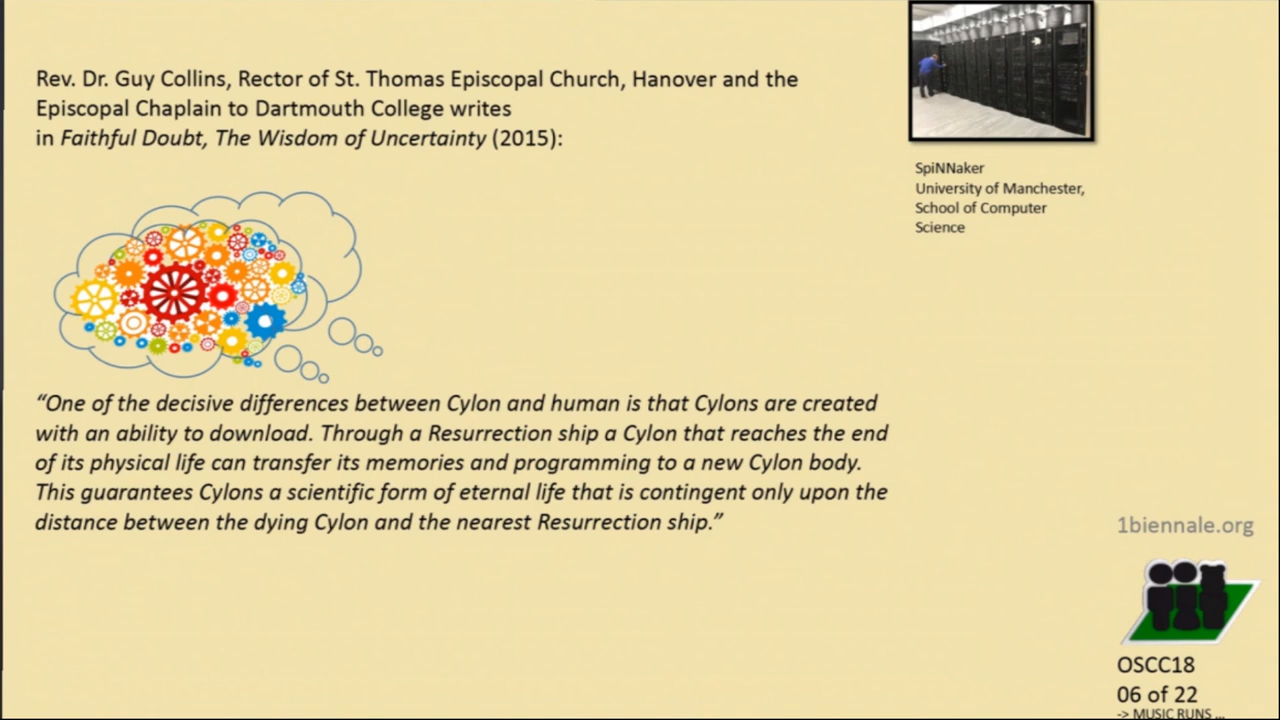 Rev. Dr. Guy Collins, Rector of St. Thomas Episcopal Church, Hanover and the
Episcopal Chaplain to Dartmouth College writes
in Faithful Doubt, The Wisdom of Uncertainty (2015):
SpiNNaker
University of Manchester,
School of Computer
Science
“One of the decisive differences between Cylon and human is that Cylons are created
with an ability to download. Through a Resurrection ship a Cylon that reaches the end
of its physical life can transfer its memories and programming to a new Cylon body.
This guarantees Cylons a scientific form of eternal life that is contingent only upon the
distance between the dying Cylon and the nearest Resurrection ship.”
1biennale.org
OSCC18
06 of 22
-> MUSIC RUNS ...